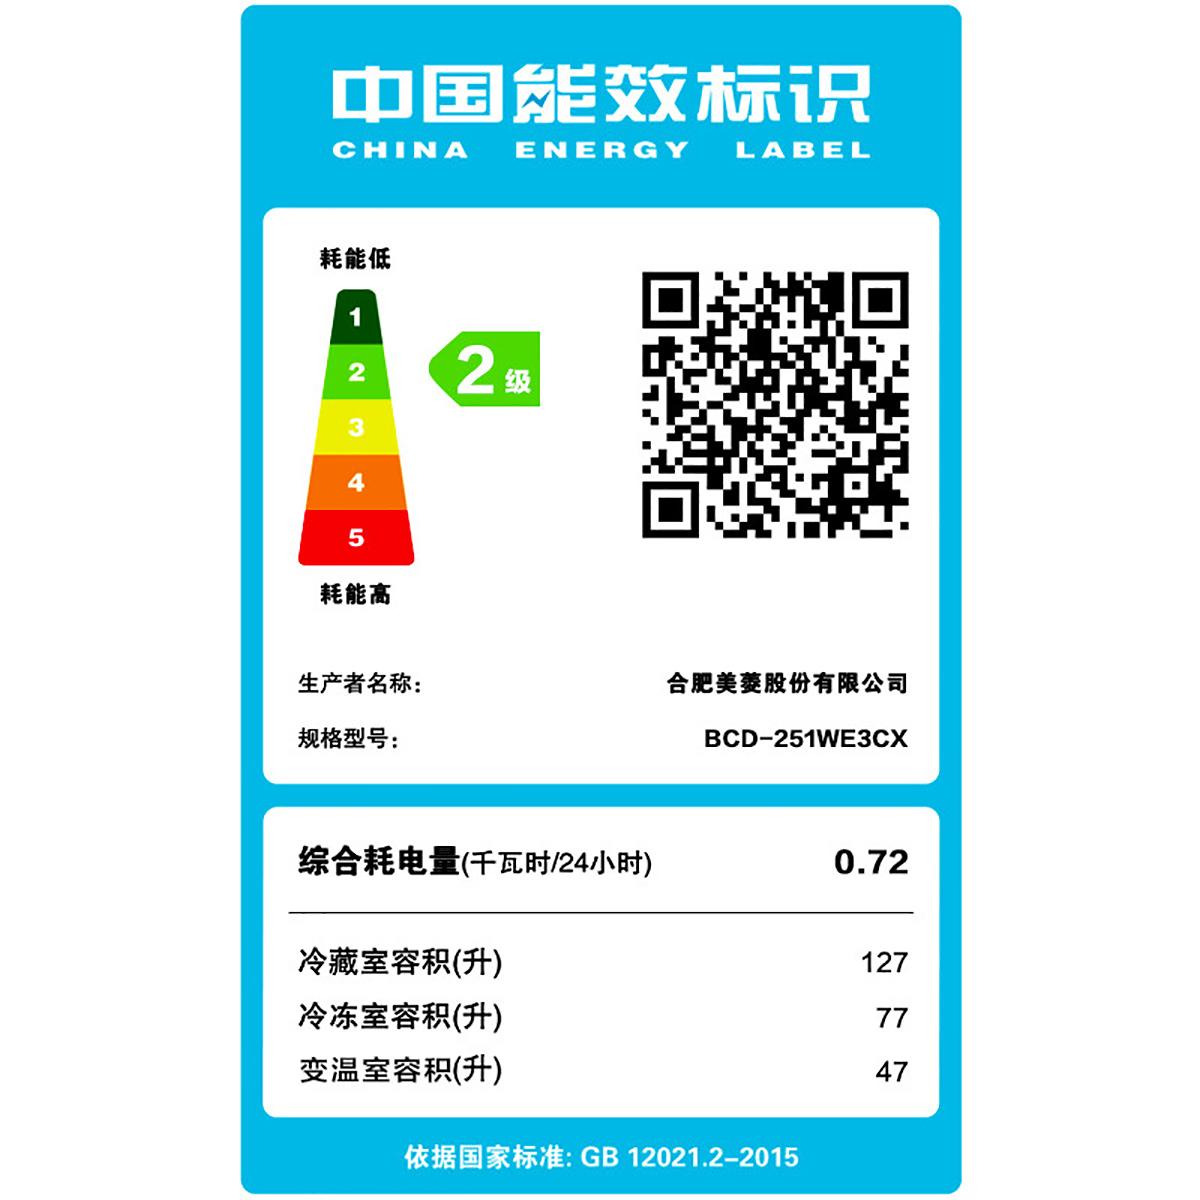 中国能效标识
CHINA ENERGY LABEL
耗能低
1
2
3
4
5
2级
耗能高
生产者名称： 合肥美菱股份有限公司
规格型号： BCD-251WE3CX
综合耗电量(千瓦时/24小时) 0.72
冷藏室容积(升) 127
冷冻室容积(升) 77
变温室容积(升) 47
依据国家标准: GB 12021.2-2015